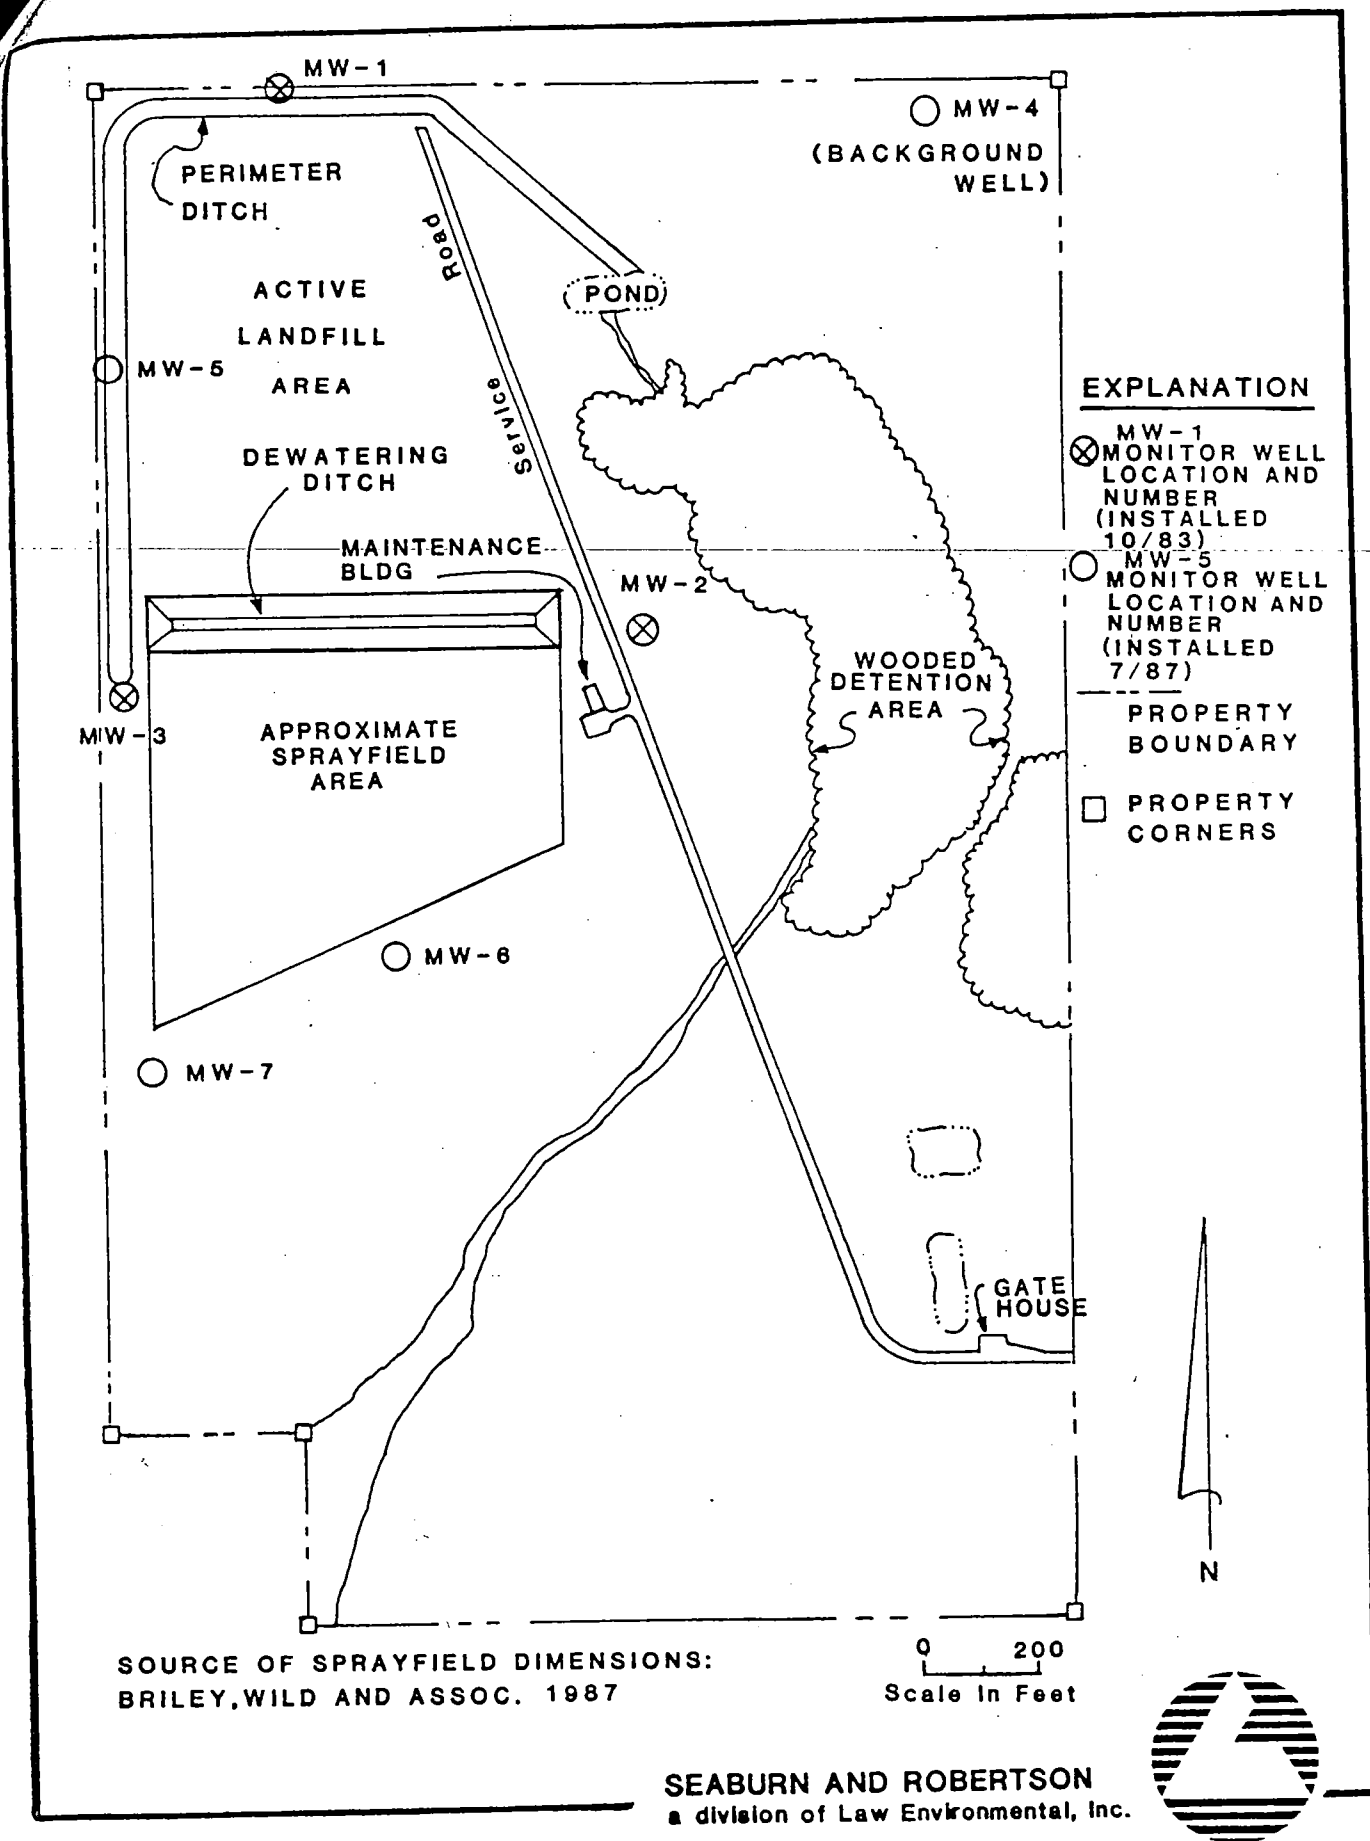 MW-1
MW-4
(BACKGROUND
WELL)
PERIMETER
DITCH
Road
ACTIVE
LANDFILL
AREA
POND
MW-5
Service
DEWATERING
DITCH
MAINTENANCE
BLDG
MW-2
EXPLANATION
MW-1
MONITOR WELL
LOCATION AND
NUMBER
(INSTALLED
10/83)
MW-5
MONITOR WELL
LOCATION AND
NUMBER
(INSTALLED
7/87)
PROPERTY
BOUNDARY
PROPERTY
CORNERS
WOODED
DETENTION
AREA
MW-3
APPROXIMATE
SPRAYFIELD
AREA
MW-6
MW-7
GATE
HOUSE
N
SOURCE OF SPRAYFIELD DIMENSIONS:
BRILEY, WILD AND ASSOC. 1987
0 200
Scale In Feet
SEABURN AND ROBERTSON
a division of Law Environmental, Inc.